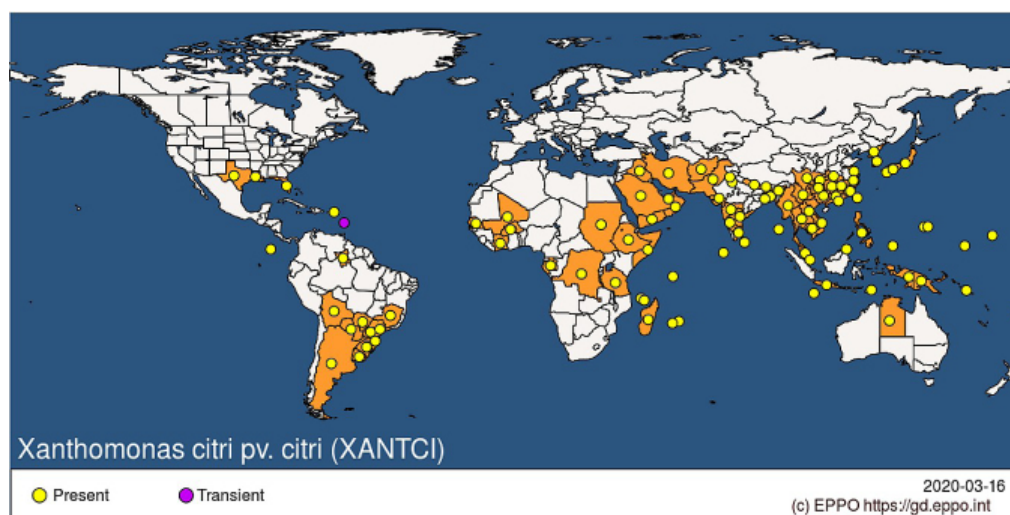 Xanthomonas citri pv. citri (XANTCI)
Present
Transient
2020-03-16
(c) EPPO https://gd.eppo.int